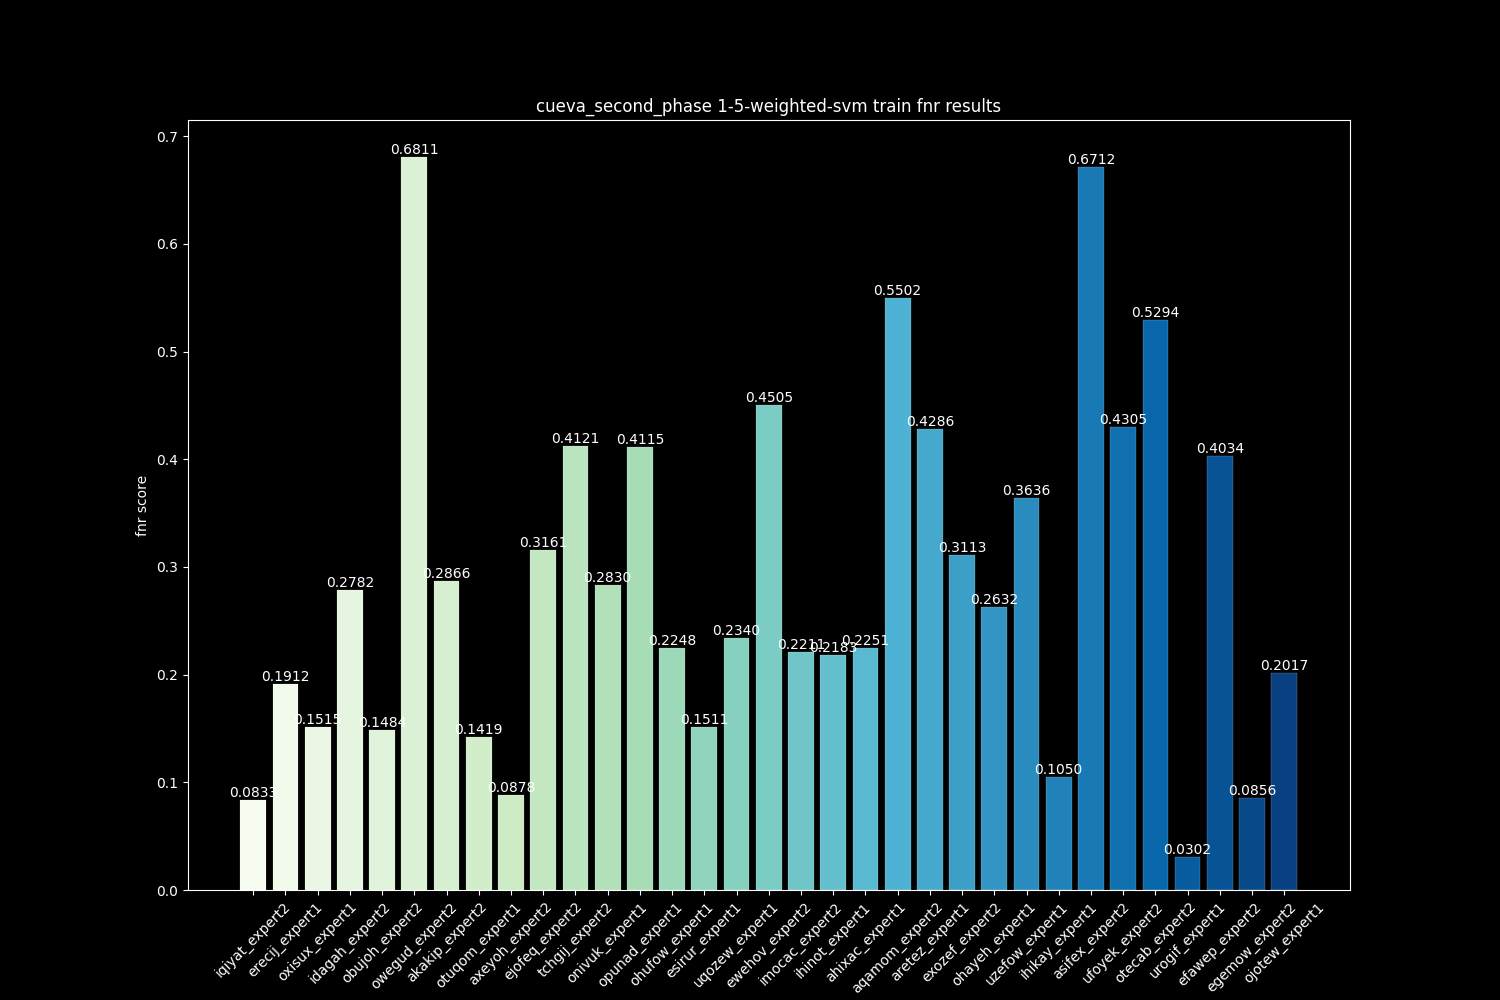 cueva_second_phase 1-5-weighted-svm train fnr results
fnr score
0.7
0.6
0.5
0.4
0.3
0.2
0.1
0.0
0.0833
0.1912
0.1515
0.2782
0.1484
0.6811
0.2866
0.1419
0.0878
0.3161
0.4121
0.2830
0.4115
0.2248
0.1511
0.2340
0.4505
0.2211
0.2183
0.2251
0.5502
0.4286
0.3113
0.2632
0.3636
0.1050
0.6712
0.4305
0.5294
0.0302
0.4034
0.0856
0.2017
iqjyat_expert2
erecij_expert1
oxisux_expert1
idagah_expert2
obujoh_expert2
owegud_expert2
akakip_expert2
otuqom_expert1
axeyoh_expert2
ejofeq_expert2
tchgjj_expert2
onivuk_expert1
opunad_expert1
ohufow_expert1
esirur_expert1
uqozew_expert1
ewehov_expert2
imocac_expert2
ihinot_expert1
ahixac_expert1
aqamom_expert2
aretez_expert1
exozef_expert2
ohayeh_expert1
uzefow_expert1
ihikay_expert1
asifex_expert2
ufoyek_expert2
otecab_expert2
urogif_expert1
efawep_expert2
egemow_expert2
ojotew_expert1